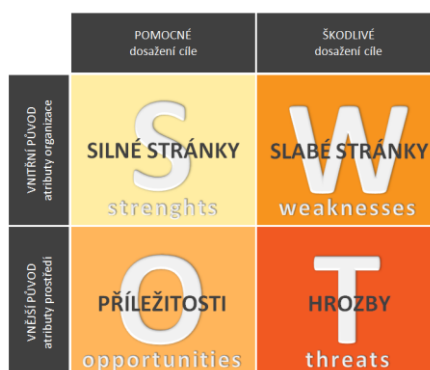 POMOCNÉ
dosažení cíle
ŠKODLIVÉ
dosažení cíle
VNITŘNÍ PŮVOD
atributy organizace
S
SILNÉ STRÁNKY
strenghts
W
SLABÉ STRÁNKY
weaknesses
VNĚJŠÍ PŮVOD
atributy prostředí
O
PŘÍLEŽITOSTI
opportunities
T
HROZBY
threats